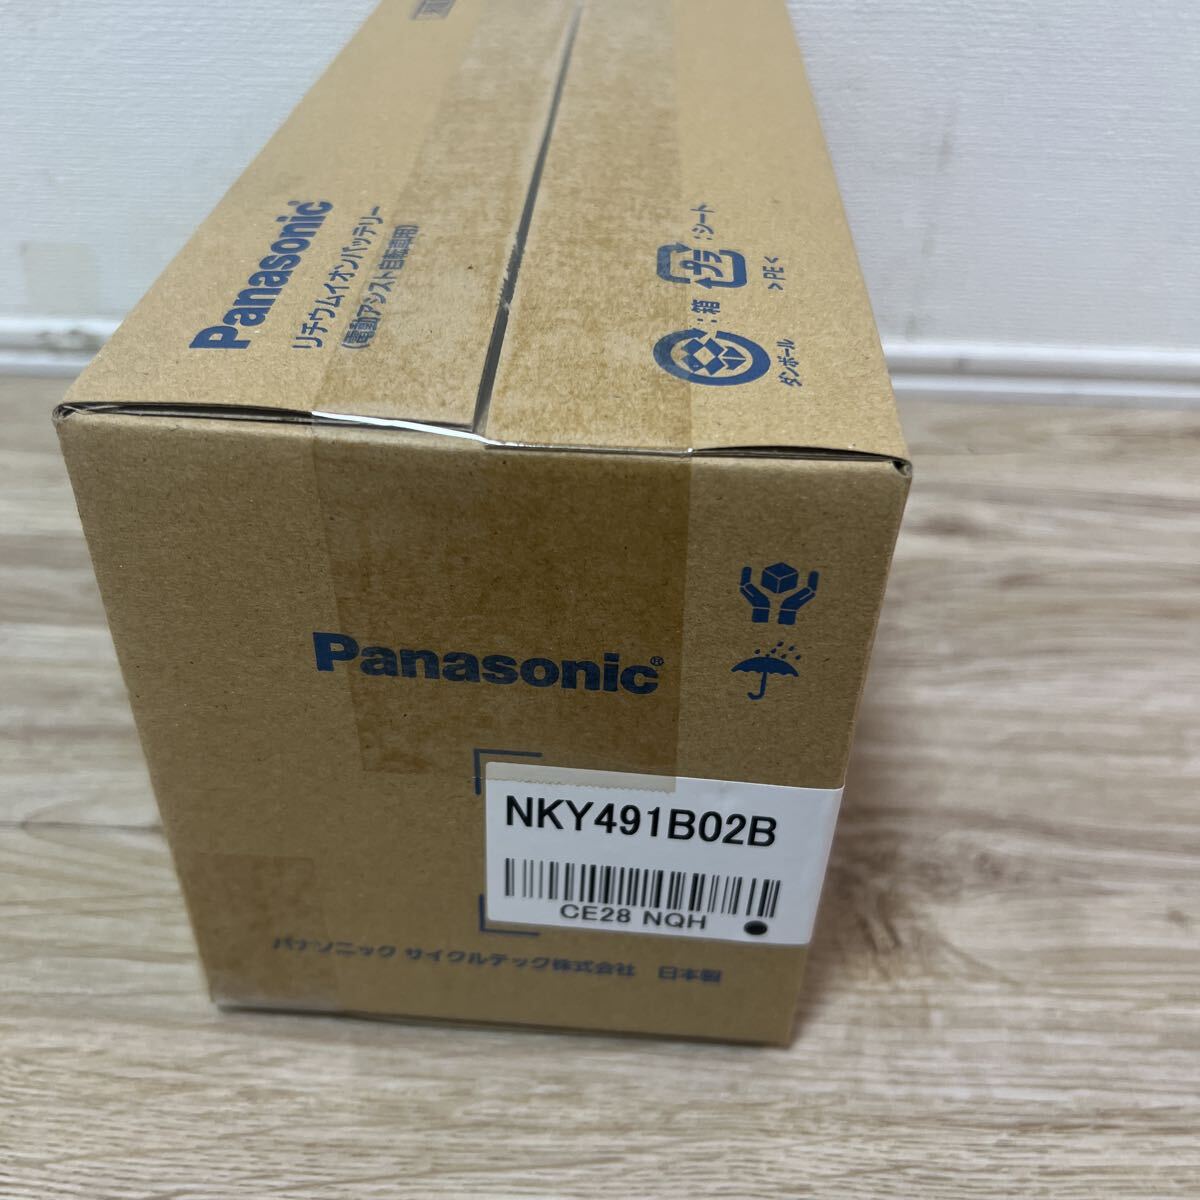 Panasonic
リチウムイオンバッテリー
(電動アシスト自転車用)
プラ
:シート
>PE<
:箱
ダンボール
Panasonic®
NKY491B02B
CE28 NQH
パナソニック サイクルテック株式会社 日本製